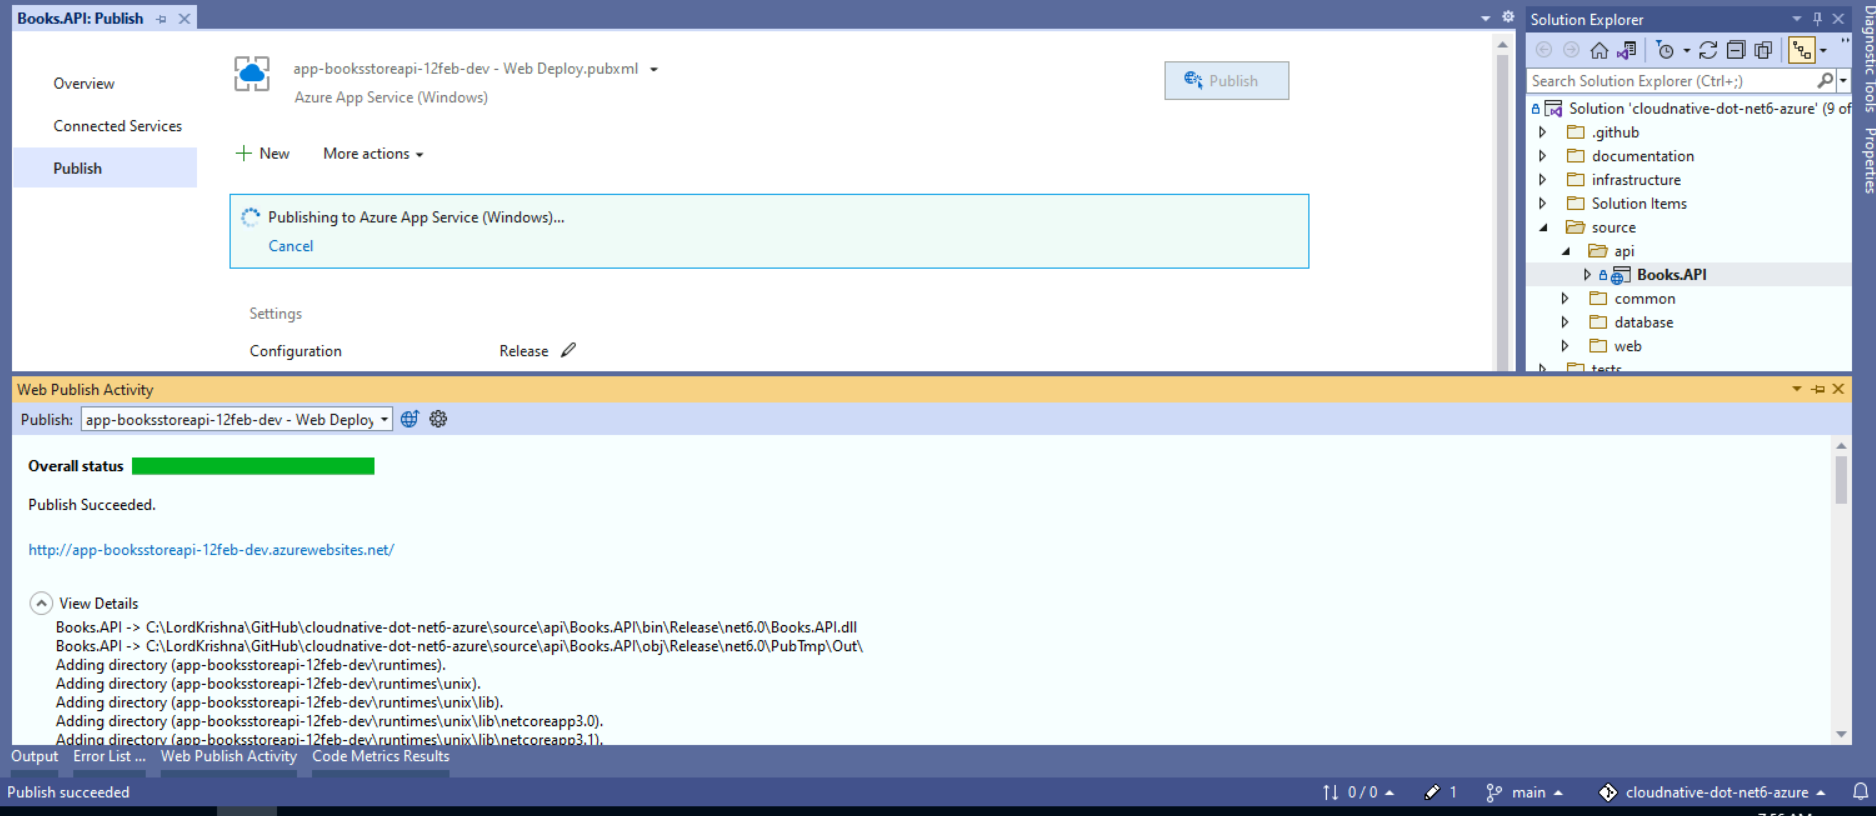 Books.API: Publish
Overview
Connected Services
Publish
app-booksstoreapi-12feb-dev - Web Deploy.pubxml
Azure App Service (Windows)
Publish
New More actions
Publishing to Azure App Service (Windows)...
Cancel
Settings
Configuration Release
Solution Explorer
Search Solution Explorer (Ctrl+;)
Solution 'cloudnative-dot-net6-azure' (9 of
.github
documentation
infrastructure
Solution Items
source
api
Books.API
common
database
web
tests
Diagnostic Tools
Properties
Web Publish Activity
Publish: app-booksstoreapi-12feb-dev - Web Deploy
Overall status
Publish Succeeded.
http://app-booksstoreapi-12feb-dev.azurewebsites.net/
View Details
Books.API -> C:\LordKrishna\GitHub\cloudnative-dot-net6-azure\source\api\Books.API\bin\Release\net6.0\Books.API.dll
Books.API -> C:\LordKrishna\GitHub\cloudnative-dot-net6-azure\source\api\Books.API\obj\Release\net6.0\PubTmp\Out\
Adding directory (app-booksstoreapi-12feb-dev\runtimes).
Adding directory (app-booksstoreapi-12feb-dev\runtimes\unix).
Adding directory (app-booksstoreapi-12feb-dev\runtimes\unix\lib).
Adding directory (app-booksstoreapi-12feb-dev\runtimes\unix\lib\netcoreapp3.0).
Adding directory (app-booksstoreapi-12feb-dev\runtimes\unix\lib\netcoreapp3.1).
Output Error List ... Web Publish Activity Code Metrics Results
Publish succeeded 0 / 0 1 main cloudnative-dot-net6-azure